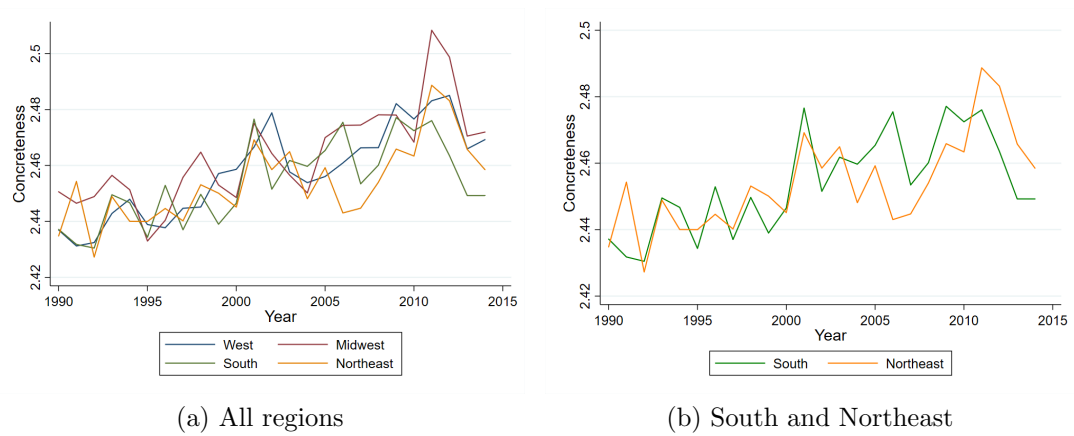 Concreteness
2.5
2.48
2.46
2.44
2.42
1990 1995 2000 2005 2010 2015
Year
West Midwest
South Northeast
(a) All regions
Concreteness
2.5
2.48
2.46
2.44
2.42
1990 1995 2000 2005 2010 2015
Year
South Northeast
(b) South and Northeast